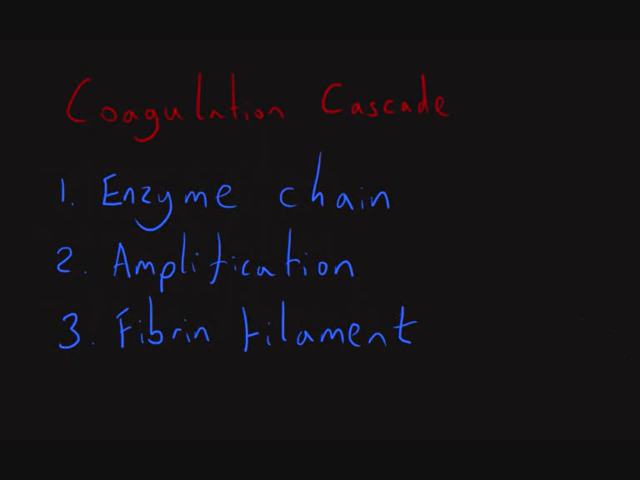 Coagulation Cascade
1. Enzyme chain
2. Amplification
3. Fibrin filament